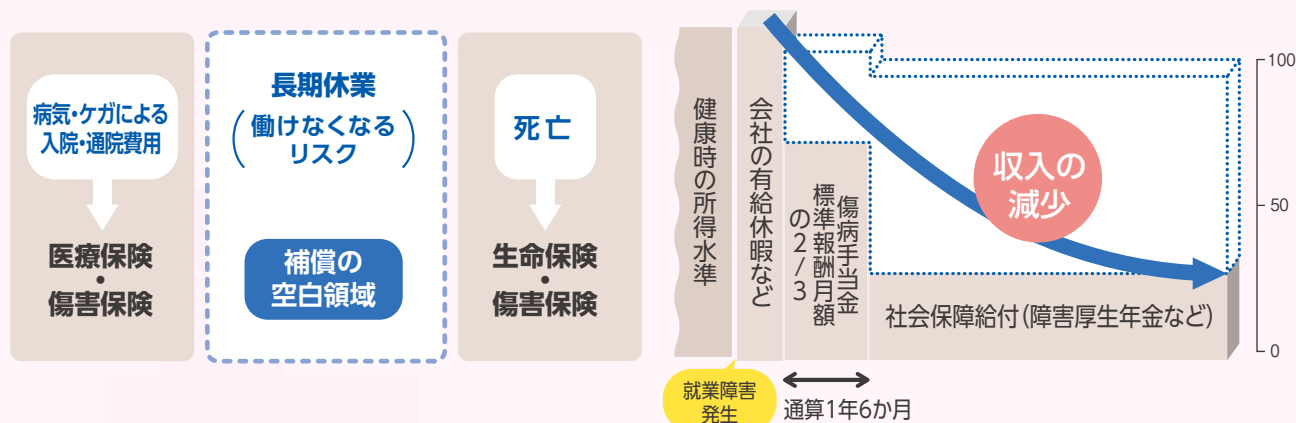 病気・ケガによる
入院・通院費用
医療保険
・
傷害保険
長期休業
(働けなくなる
リスク)
補償の
空白領域
死亡
生命保険
・
傷害保険
健康時の所得水準
会社の有給休暇など
傷病手当金
標準報酬月額
の2/3
収入の
減少
社会保障給付(障害厚生年金など)
100
50
0
就業障害
発生
通算1年6か月